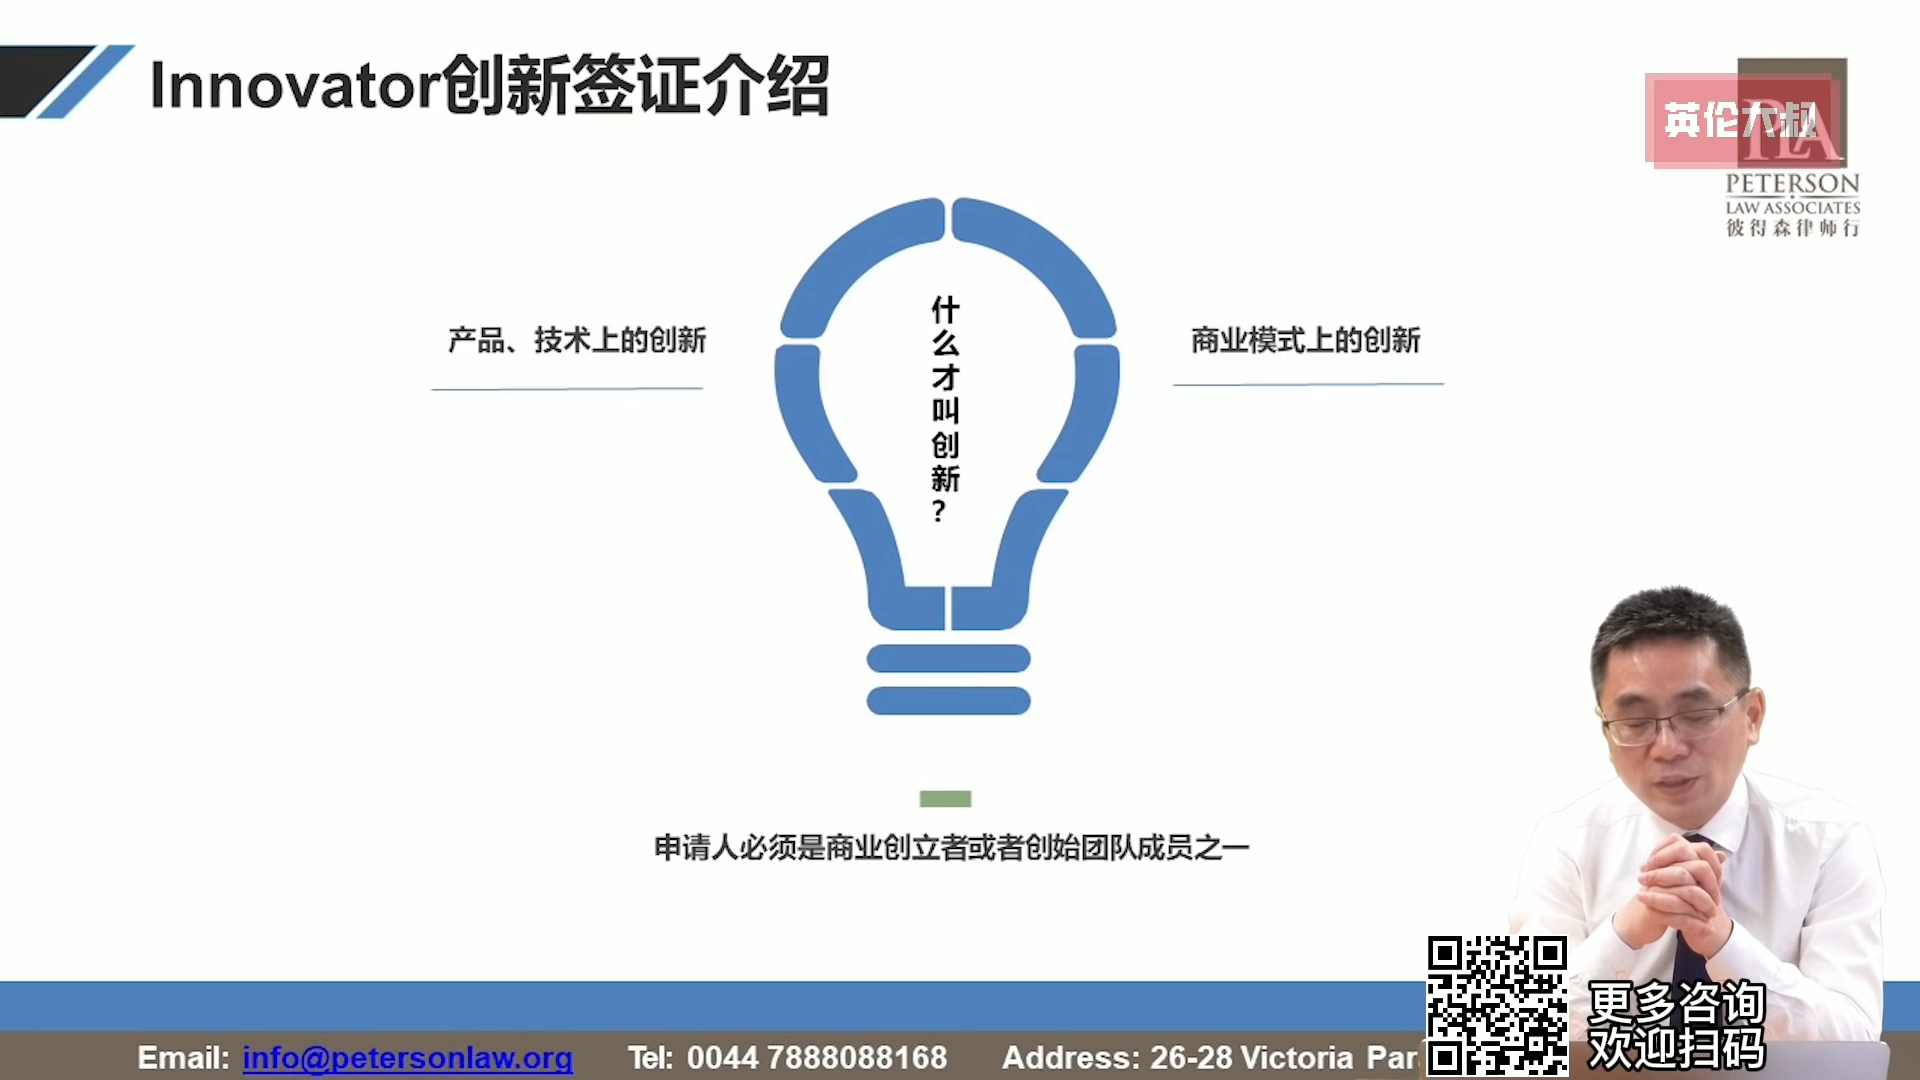 Innovator创新签证介绍
英伦大叔
PLA
PETERSON
LAW ASSOCIATES
彼得森律师行
产品、技术上的创新
什么才叫创新?
商业模式上的创新
申请人必须是商业创立者或者创始团队成员之一
更多咨询
欢迎扫码
Email: info@petersonlaw.org Tel: 0044 7888088168 Address: 26-28 Victoria